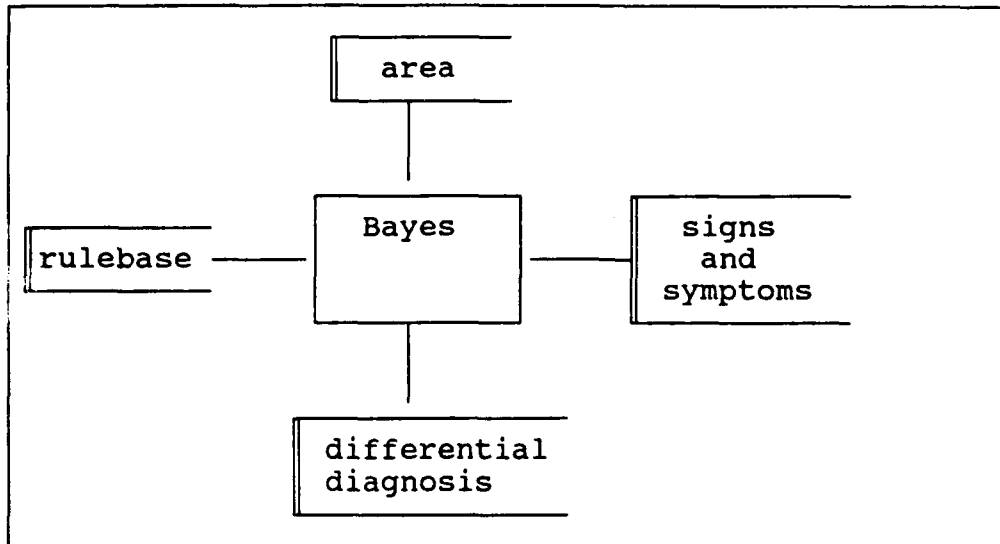 area
Bayes
rulebase
signs
and
symptoms
differential
diagnosis